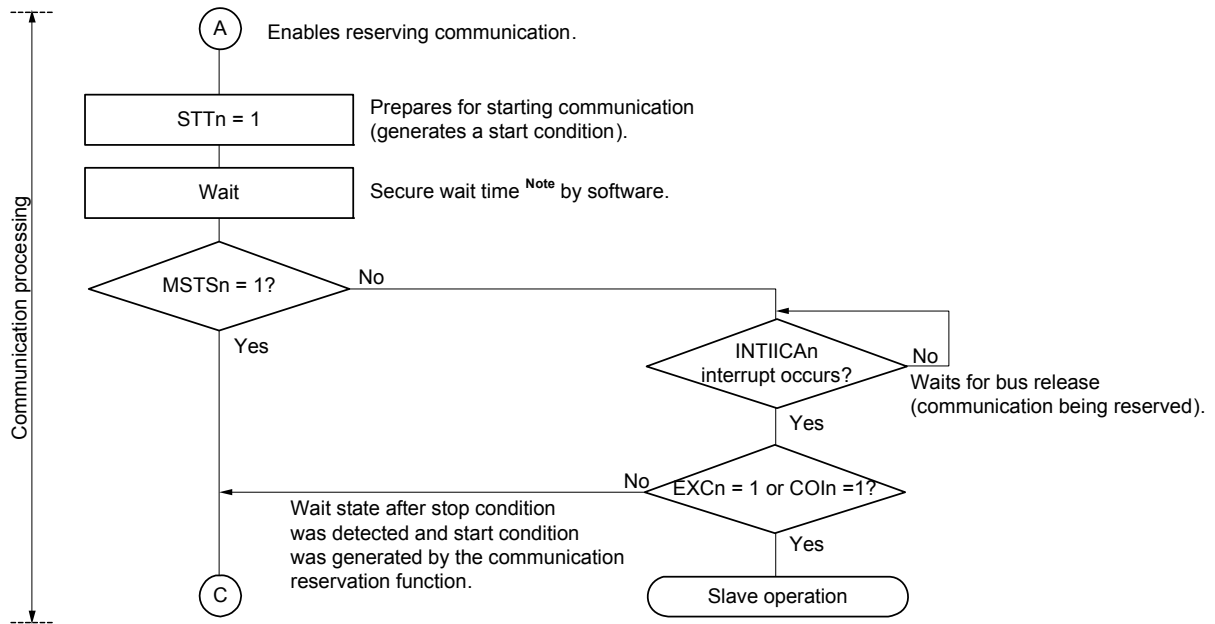 A
Enables reserving communication.
STTn = 1
Prepares for starting communication
(generates a start condition).
Wait
Secure wait time Note by software.
Communication processing
MSTSn = 1?
No
Yes
INTIICAn
interrupt occurs?
No
Waits for bus release
(communication being reserved).
Yes
EXCn = 1 or COIn =1?
No
Wait state after stop condition
was detected and start condition
was generated by the communication
reservation function.
Yes
C
Slave operation